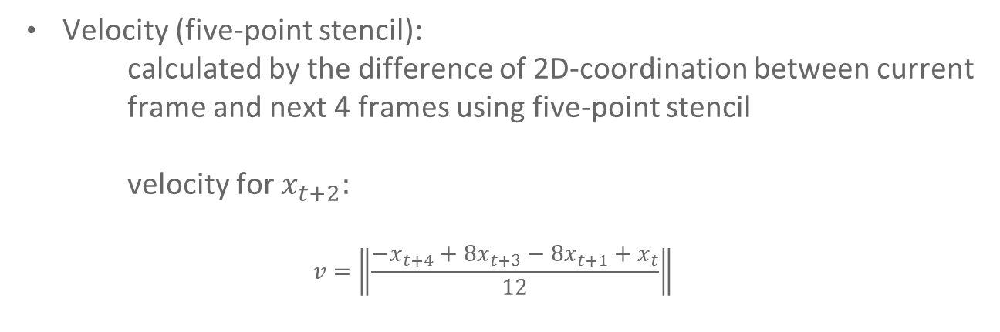 • Velocity (five-point stencil):
calculated by the difference of 2D-coordination between current
frame and next 4 frames using five-point stencil
velocity for $x_{t+2}$:
$v = \left\| \frac{-x_{t+4} + 8x_{t+3} - 8x_{t+1} + x_t}{12} \right\|$